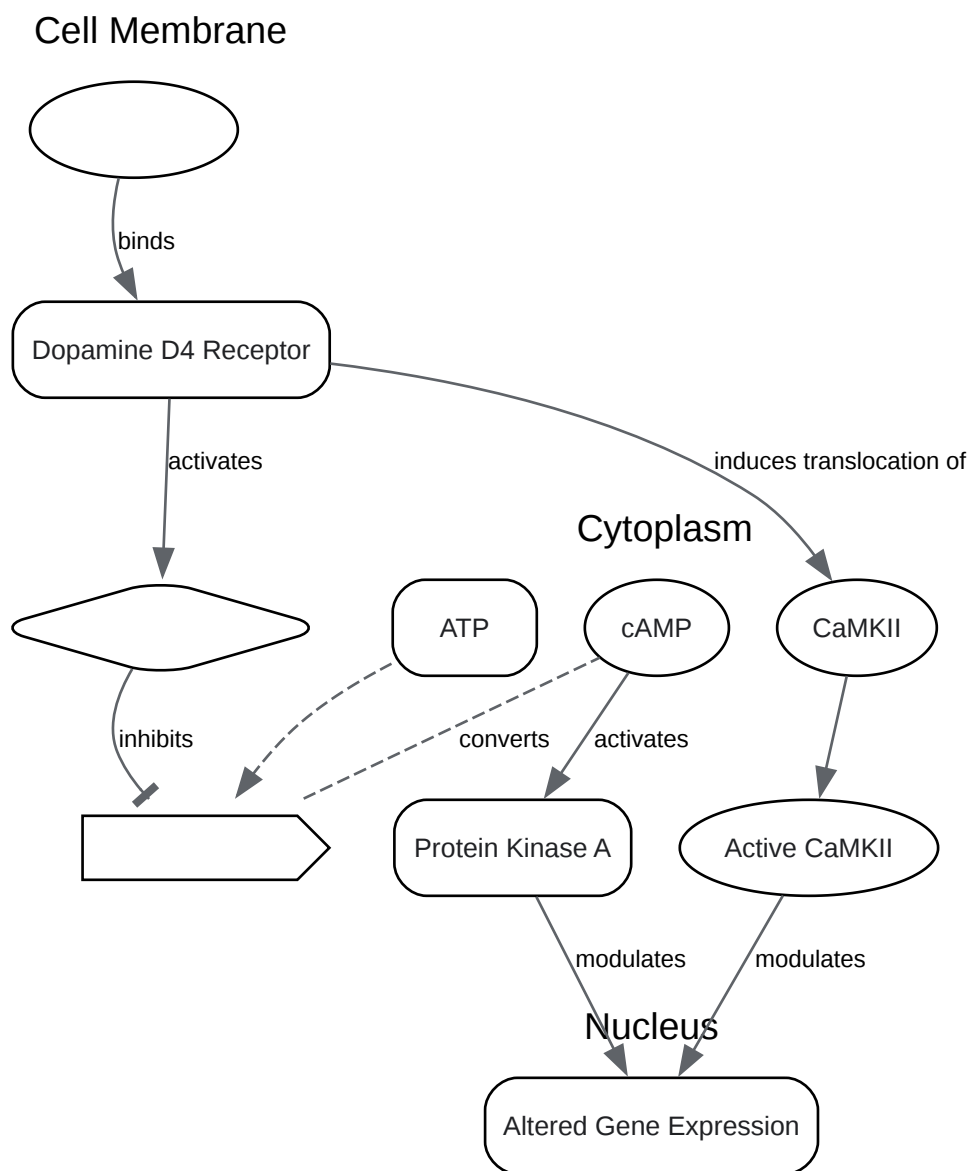 Cell Membrane
binds
Dopamine D4 Receptor
activates
induces translocation of
Cytoplasm
ATP
cAMP
CaMKII
inhibits
converts
activates
Protein Kinase A
Active CaMKII
modulates
modulates
Nucleus
Altered Gene Expression